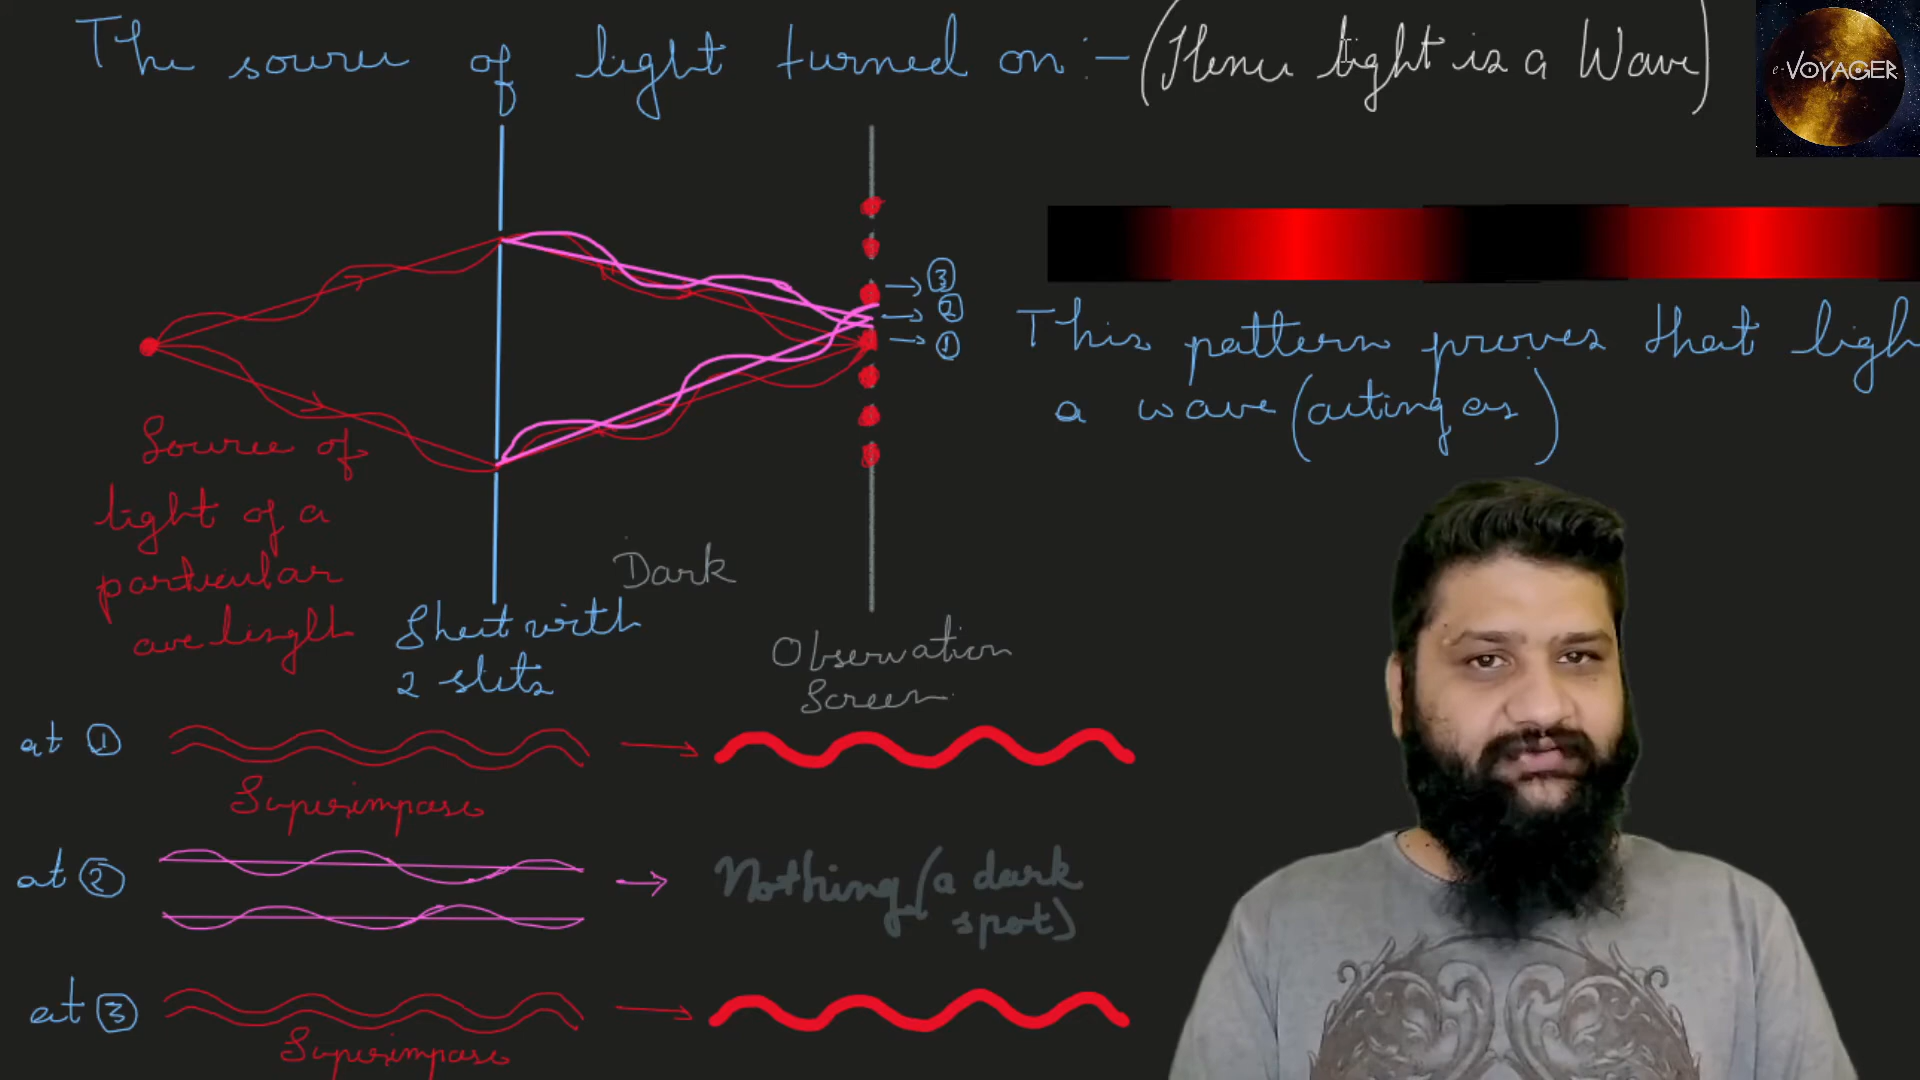 The source of light turned on :- (Hence light is a Wave)
e-VOYAGER
3
2
1
This pattern proves that ligh
a wave (acting as)
Source of
light of a
particular
avelength
Dark
Sheet with
2 slits
Observation
Screen
at 1
Superimpose
at 2
Nothing (a dark
spot)
at 3
Superimpose